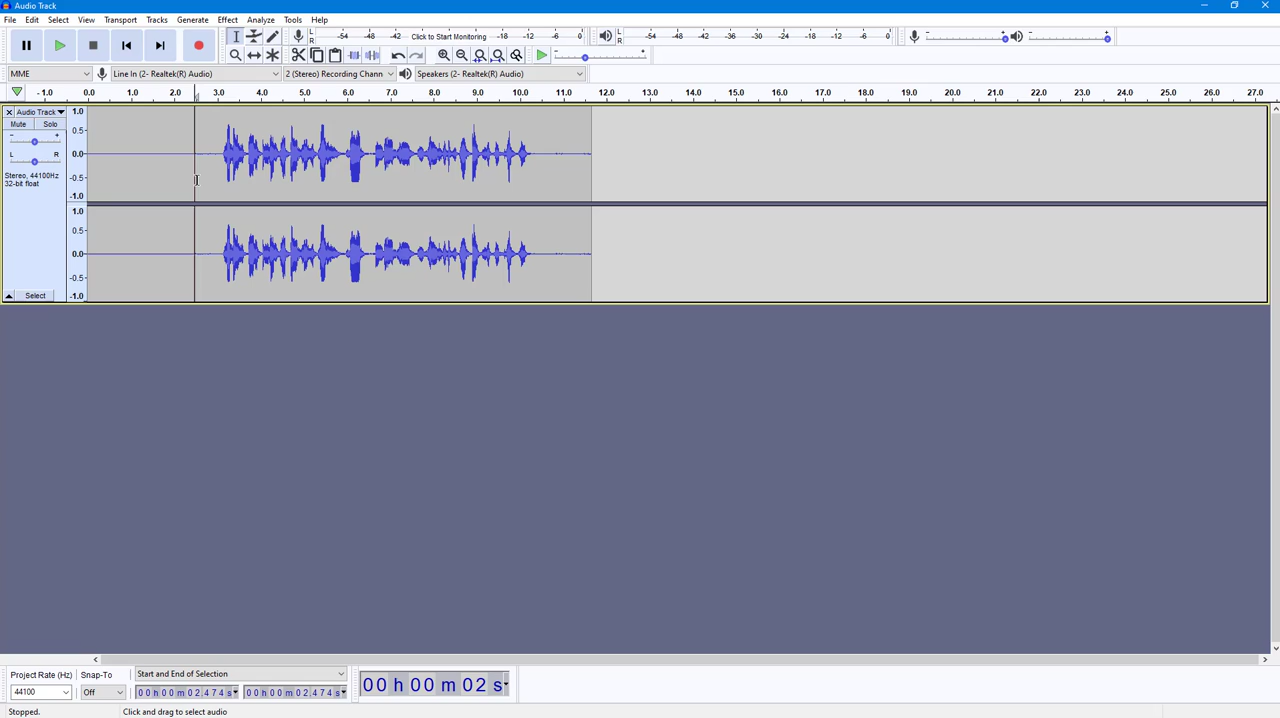 Audio Track
File Edit Select View Transport Tracks Generate Effect Analyze Tools Help
L R -54 -48 -42 Click to Start Monitoring -18 -12 -6 0 L R -54 -48 -42 -36 -30 -24 -18 -12 -6 0
MME Line In (2- Realtek(R) Audio) 2 (Stereo) Recording Chann Speakers (2- Realtek(R) Audio)
-1.0 0.0 1.0 2.0 3.0 4.0 5.0 6.0 7.0 8.0 9.0 10.0 11.0 12.0 13.0 14.0 15.0 16.0 17.0 18.0 19.0 20.0 21.0 22.0 23.0 24.0 25.0 26.0 27.0
Audio Track 1.0
Mute Solo 0.5
- +
L R 0.0
Stereo, 44100Hz -0.5
32-bit float
-1.0
1.0
0.5
0.0
-0.5
Select -1.0
Project Rate (Hz) Snap-To Start and End of Selection
44100 Off 00 h 00 m 02.474 s 00 h 00 m 02.474 s 00 h 00 m 02 s
Stopped. Click and drag to select audio